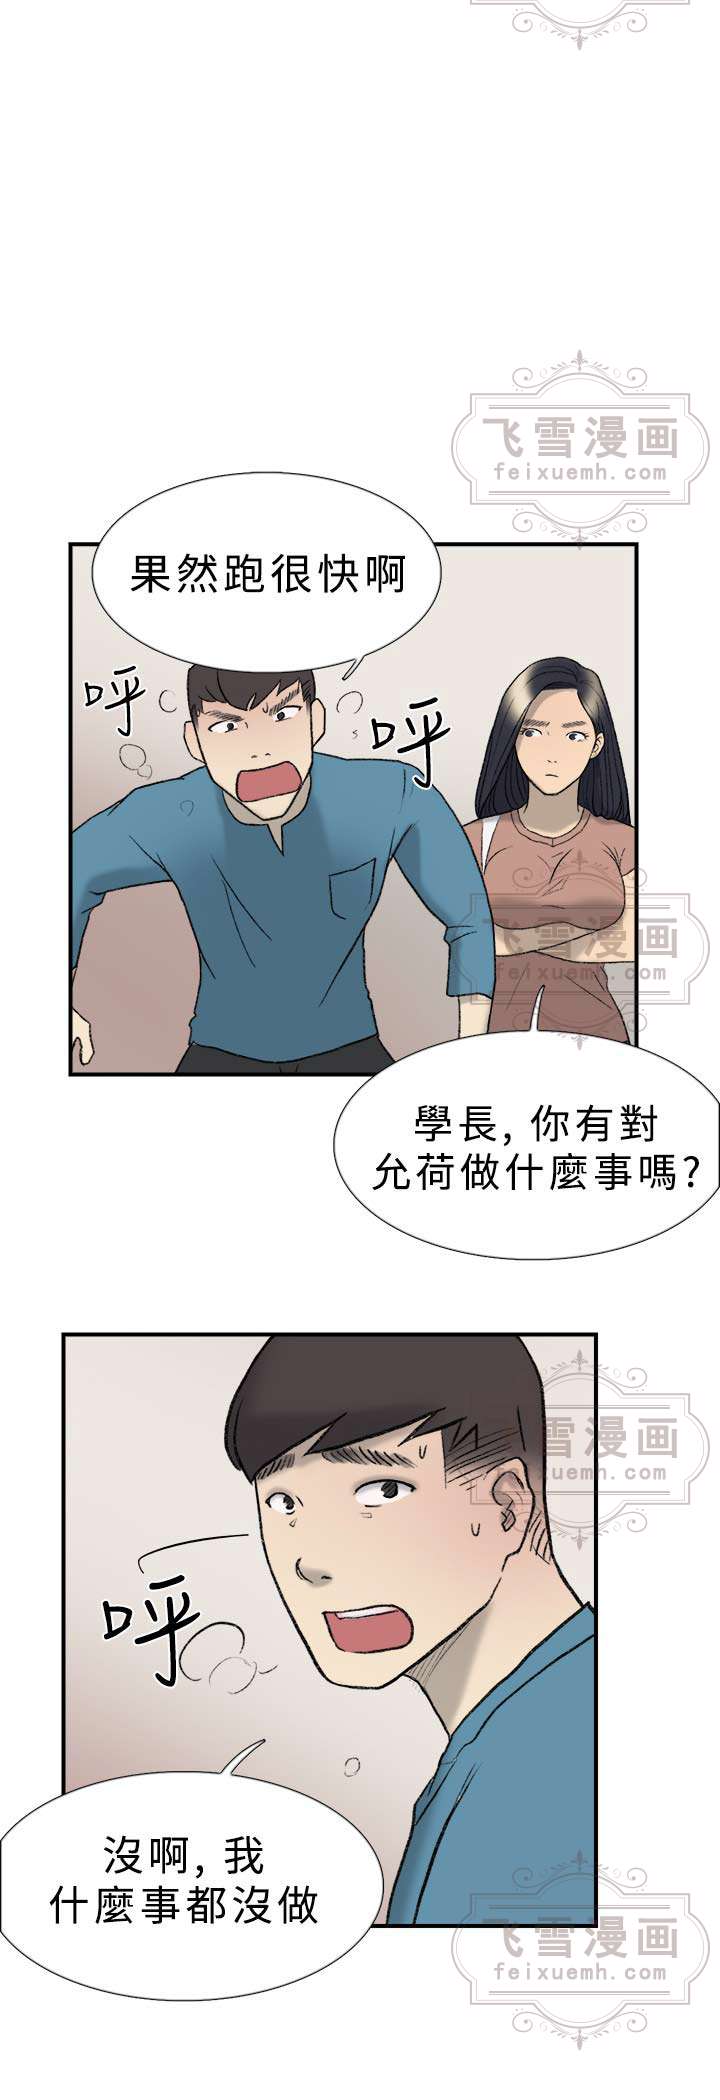 飞雪漫画
feixuemh.com
果然跑很快啊
呼
呼
飞雪漫画
feixuemh.com
學長, 你有對
允荷做什麼事嗎?
飞雪漫画
feixuemh.com
呼
沒啊, 我
什麼事都沒做
飞雪漫画
feixuemh.com